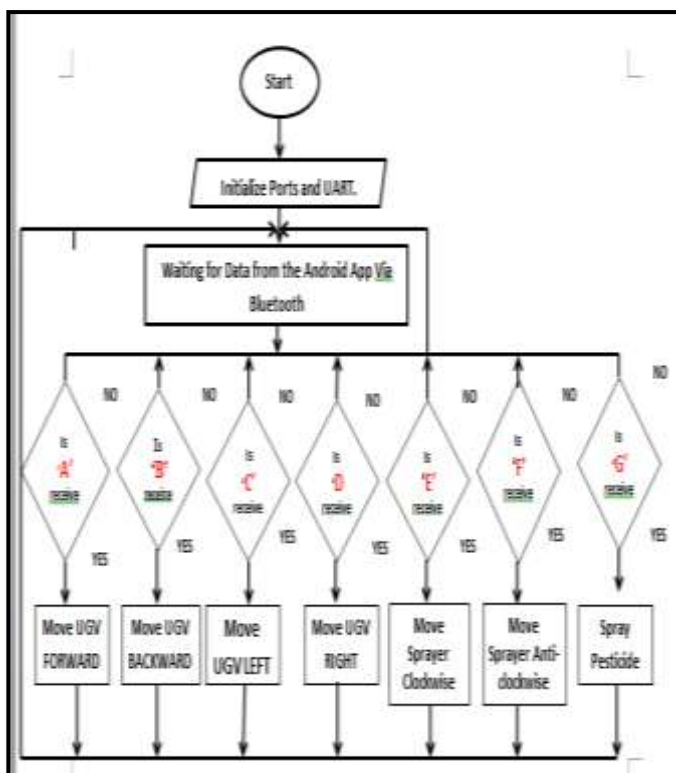 Start
Initialize Ports and UART.
Waiting for Data from the Android App Via
Bluetooth
NO
NO
NO
NO
NO
NO
NO
Is
"A"
receive
Is
"B"
receive
Is
"C"
receive
Is
"D
receive
Is
"E"
receive
Is
"F"
receive
Is
"G"
receive
YES
YES
YES
YES
YES
YES
YES
Move UGV
FORWARD
Move UGV
BACKWARD
Move
UGV LEFT
Move UGV
RIGHT
Move
Sprayer
Clockwise
Move
Sprayer Anti-
clockwise
Spray
Pesticide